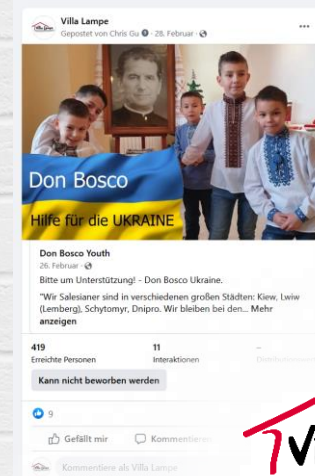 Villa Lampe
Gepostet von Chris Gu · 28. Februar ·
Don Bosco
Hilfe für die UKRAINE
Don Bosco Youth
26. Februar ·
Bitte um Unterstützung! - Don Bosco Ukraine.
"Wir Salesianer sind in verschiedenen großen Städten: Kiew, Lwiw
(Lemberg), Schytomyr, Dnipro. Wir bleiben bei den... Mehr
anzeigen
419
Erreichte Personen
11
Interaktionen
–
Kann nicht beworben werden
9
Gefällt mir
Kommentieren
Kommentiere als Villa Lampe